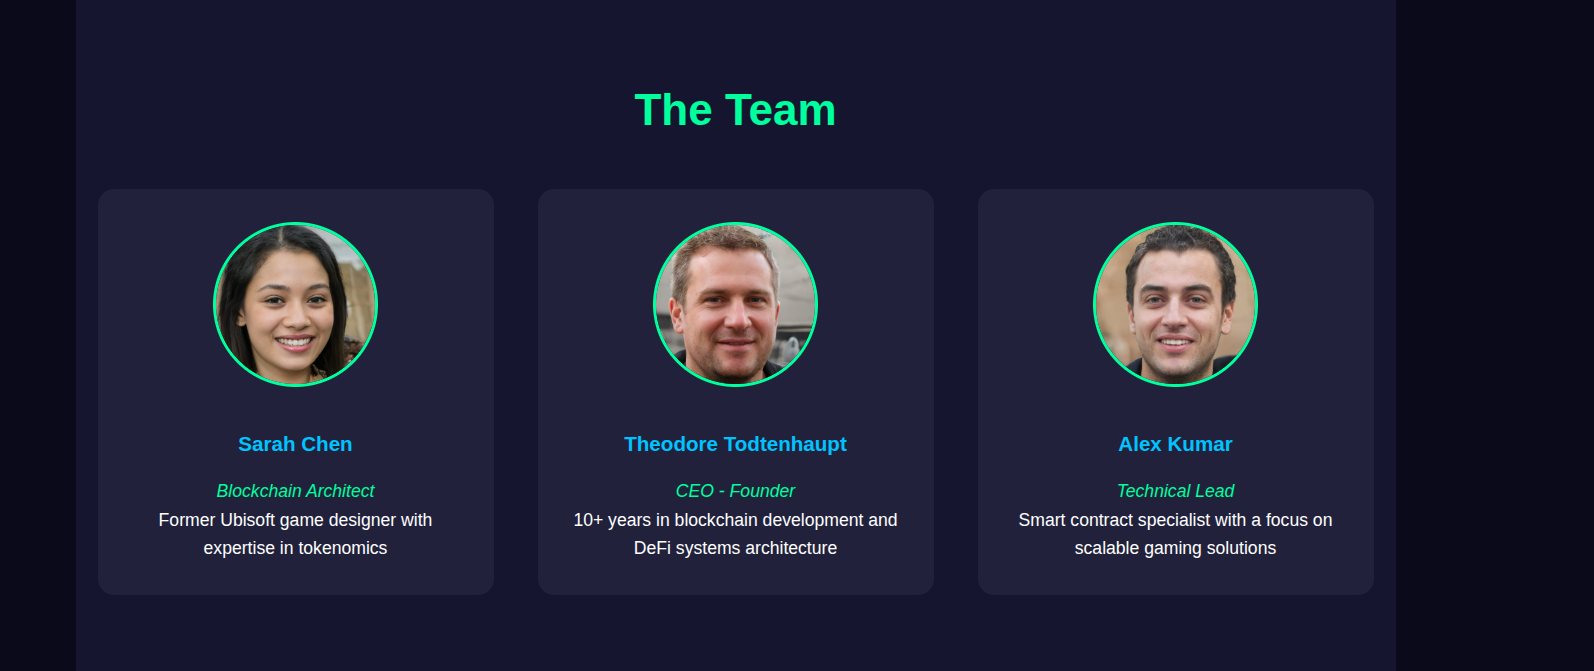 The Team
Sarah Chen
Blockchain Architect
Former Ubisoft game designer with
expertise in tokenomics
Theodore Todtenhaupt
CEO - Founder
10+ years in blockchain development and
DeFi systems architecture
Alex Kumar
Technical Lead
Smart contract specialist with a focus on
scalable gaming solutions